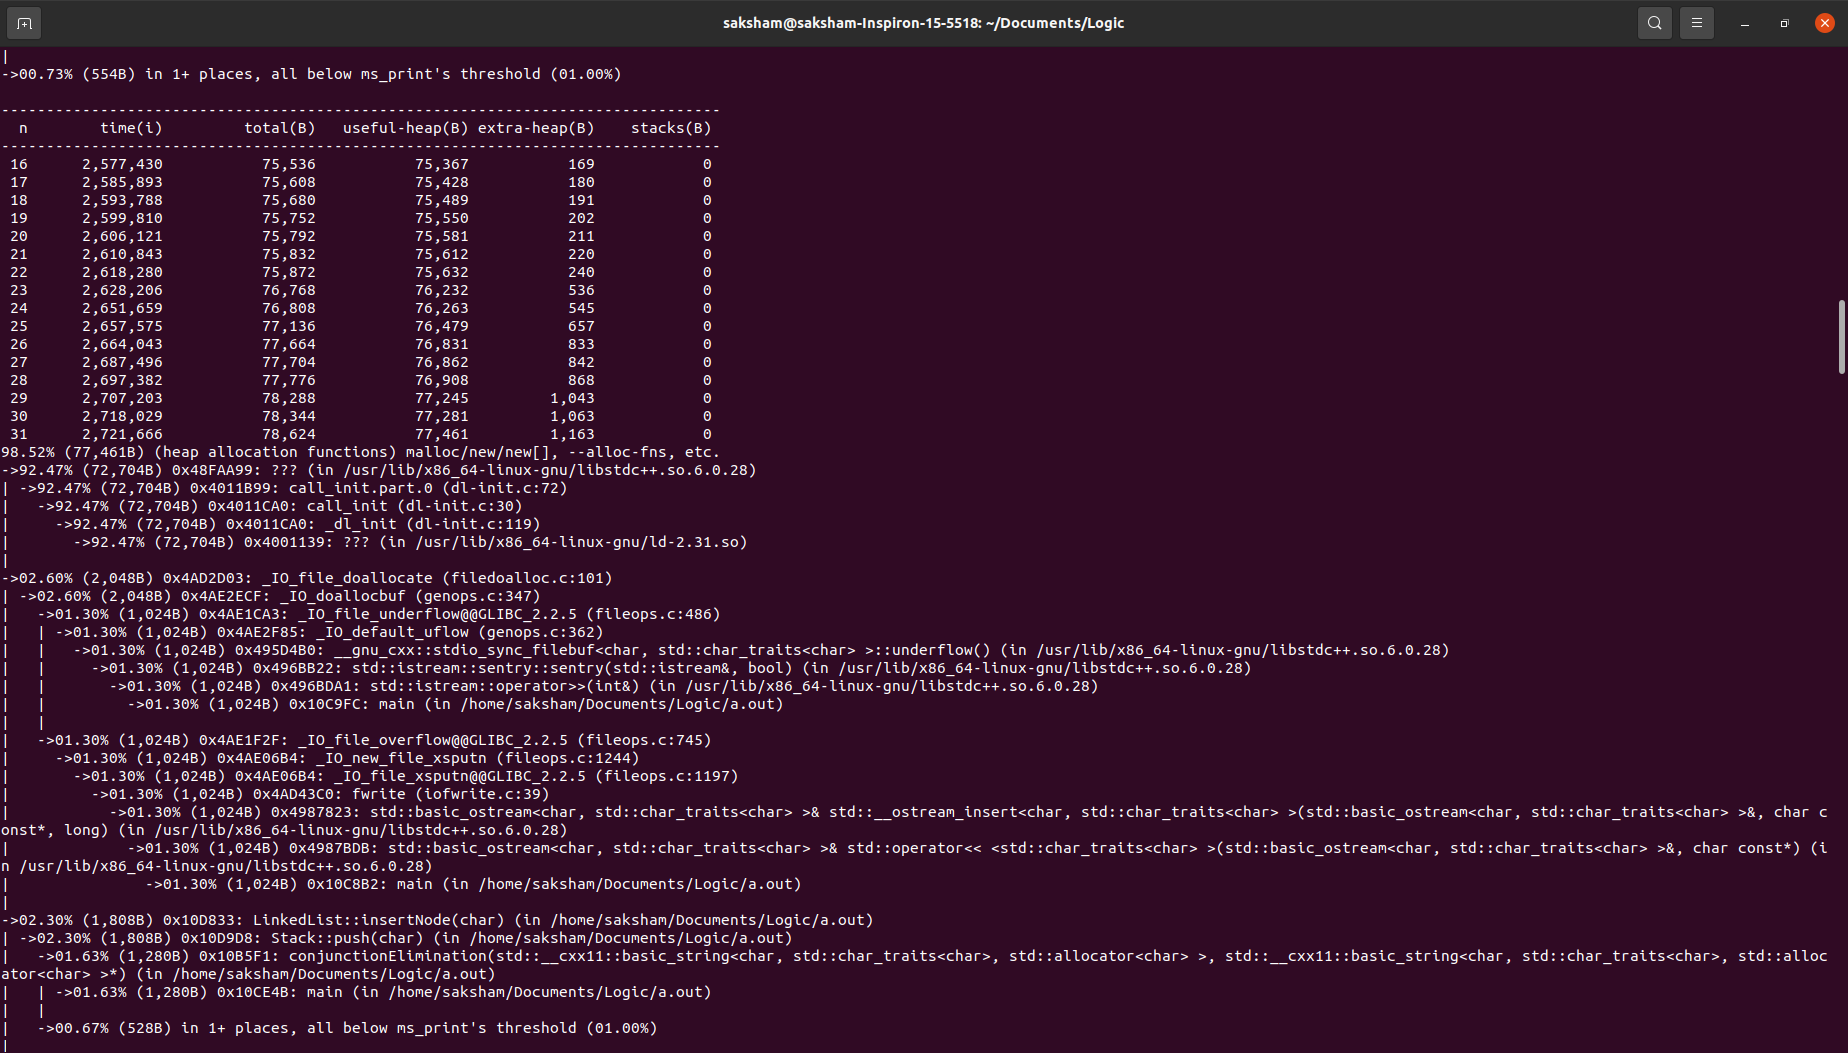 saksham@saksham-Inspiron-15-5518: ~/Documents/Logic
|
->00.73% (554B) in 1+ places, all below ms_print's threshold (01.00%)
--------------------------------------------------------------------------------
  n        time(i)         total(B)   useful-heap(B) extra-heap(B)    stacks(B)
--------------------------------------------------------------------------------
 16      2,577,430           75,536           75,367           169            0
 17      2,585,893           75,608           75,428           180            0
 18      2,593,788           75,680           75,489           191            0
 19      2,599,810           75,752           75,550           202            0
 20      2,606,121           75,792           75,581           211            0
 21      2,610,843           75,832           75,612           220            0
 22      2,618,280           75,872           75,632           240            0
 23      2,628,206           76,768           76,232           536            0
 24      2,651,659           76,808           76,263           545            0
 25      2,657,575           77,136           76,479           657            0
 26      2,664,043           77,664           76,831           833            0
 27      2,687,496           77,704           76,862           842            0
 28      2,697,382           77,776           76,908           868            0
 29      2,707,203           78,288           77,245         1,043            0
 30      2,718,029           78,344           77,281         1,063            0
 31      2,721,666           78,624           77,461         1,163            0
98.52% (77,461B) (heap allocation functions) malloc/new/new[], --alloc-fns, etc.
->92.47% (72,704B) 0x48FAA99: ??? (in /usr/lib/x86_64-linux-gnu/libstdc++.so.6.0.28)
| ->92.47% (72,704B) 0x4011B99: call_init.part.0 (dl-init.c:72)
|   ->92.47% (72,704B) 0x4011CA0: call_init (dl-init.c:30)
|     ->92.47% (72,704B) 0x4011CA0: _dl_init (dl-init.c:119)
|       ->92.47% (72,704B) 0x4001139: ??? (in /usr/lib/x86_64-linux-gnu/ld-2.31.so)
|
->02.60% (2,048B) 0x4AD2D03: _IO_file_doallocate (filedoalloc.c:101)
| ->02.60% (2,048B) 0x4AE2ECF: _IO_doallocbuf (genops.c:347)
|   ->01.30% (1,024B) 0x4AE1CA3: _IO_file_underflow@@GLIBC_2.2.5 (fileops.c:486)
|   | ->01.30% (1,024B) 0x4AE2F85: _IO_default_uflow (genops.c:362)
|   |   ->01.30% (1,024B) 0x495D4B0: __gnu_cxx::stdio_sync_filebuf<char, std::char_traits<char> >::underflow() (in /usr/lib/x86_64-linux-gnu/libstdc++.so.6.0.28)
|   |     ->01.30% (1,024B) 0x496BB22: std::istream::sentry::sentry(std::istream&, bool) (in /usr/lib/x86_64-linux-gnu/libstdc++.so.6.0.28)
|   |       ->01.30% (1,024B) 0x496BDA1: std::istream::operator>>(int&) (in /usr/lib/x86_64-linux-gnu/libstdc++.so.6.0.28)
|   |         ->01.30% (1,024B) 0x10C9FC: main (in /home/saksham/Documents/Logic/a.out)
|   |
|   ->01.30% (1,024B) 0x4AE1F2F: _IO_file_overflow@@GLIBC_2.2.5 (fileops.c:745)
|     ->01.30% (1,024B) 0x4AE06B4: _IO_new_file_xsputn (fileops.c:1244)
|       ->01.30% (1,024B) 0x4AE06B4: _IO_file_xsputn@@GLIBC_2.2.5 (fileops.c:1197)
|         ->01.30% (1,024B) 0x4AD43C0: fwrite (iofwrite.c:39)
|           ->01.30% (1,024B) 0x4987823: std::basic_ostream<char, std::char_traits<char> >& std::__ostream_insert<char, std::char_traits<char> >(std::basic_ostream<char, std::char_traits<char> >&, char c
onst*, long) (in /usr/lib/x86_64-linux-gnu/libstdc++.so.6.0.28)
|             ->01.30% (1,024B) 0x4987BDB: std::basic_ostream<char, std::char_traits<char> >& std::operator<< <std::char_traits<char> >(std::basic_ostream<char, std::char_traits<char> >&, char const*) (i
n /usr/lib/x86_64-linux-gnu/libstdc++.so.6.0.28)
|               ->01.30% (1,024B) 0x10C8B2: main (in /home/saksham/Documents/Logic/a.out)
|
->02.30% (1,808B) 0x10D833: LinkedList::insertNode(char) (in /home/saksham/Documents/Logic/a.out)
| ->02.30% (1,808B) 0x10D9D8: Stack::push(char) (in /home/saksham/Documents/Logic/a.out)
|   ->01.63% (1,280B) 0x10B5F1: conjunctionElimination(std::__cxx11::basic_string<char, std::char_traits<char>, std::allocator<char> >, std::__cxx11::basic_string<char, std::char_traits<char>, std::alloc
ator<char> >*) (in /home/saksham/Documents/Logic/a.out)
|   | ->01.63% (1,280B) 0x10CE4B: main (in /home/saksham/Documents/Logic/a.out)
|   |
|   ->00.67% (528B) in 1+ places, all below ms_print's threshold (01.00%)
|